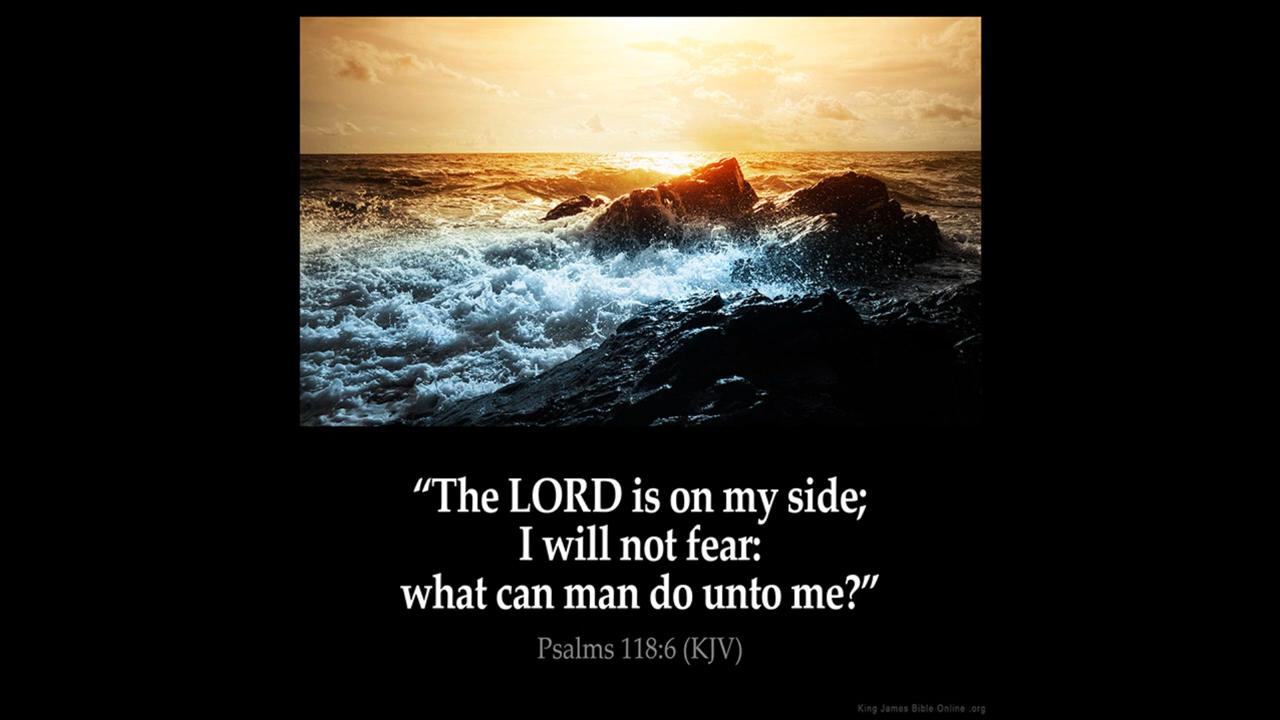 “The LORD is on my side;
I will not fear:
what can man do unto me?”
Psalms 118:6 (KJV)
King James Bible Online .org